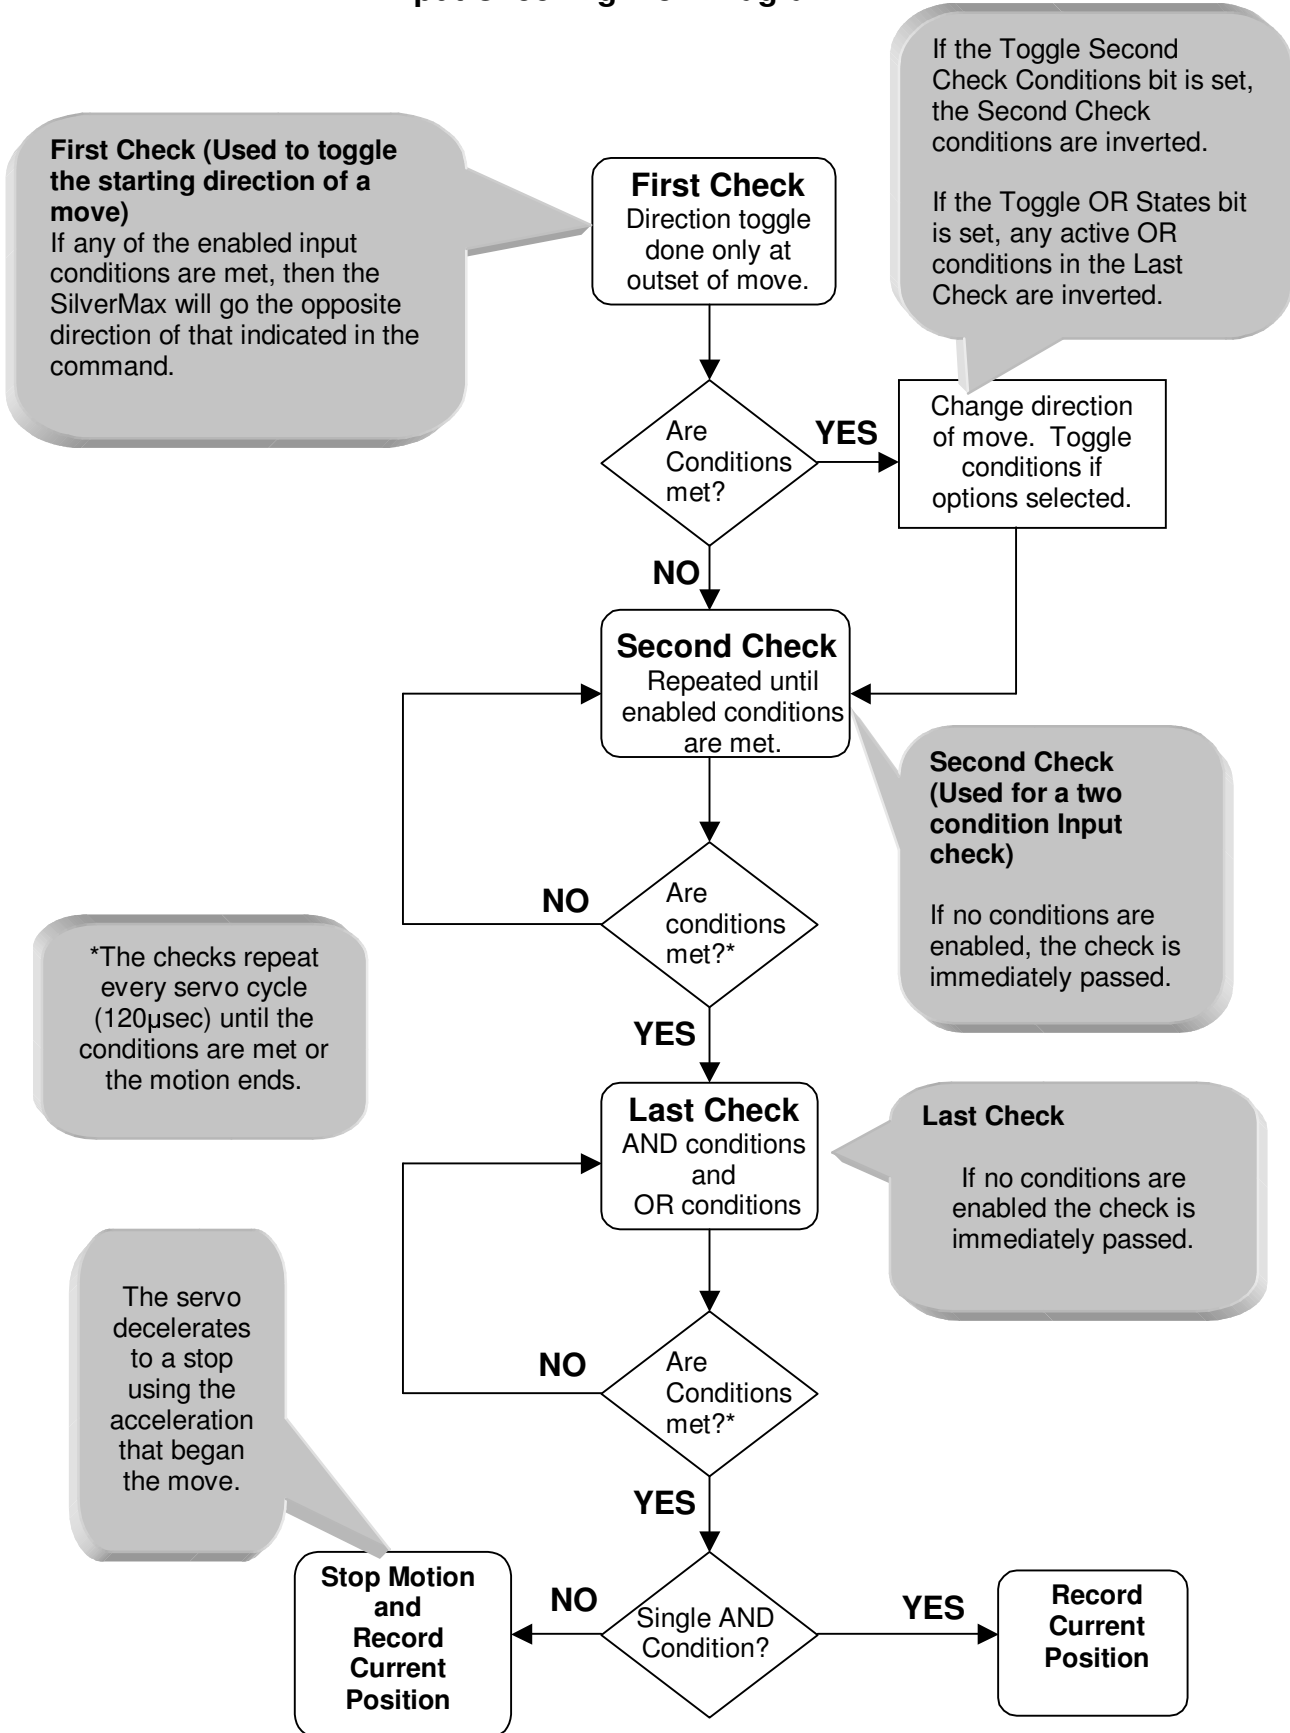 If the Toggle Second
Check Conditions bit is set,
the Second Check
conditions are inverted.
If the Toggle OR States bit
is set, any active OR
conditions in the Last
Check are inverted.
First Check (Used to toggle
the starting direction of a
move)
If any of the enabled input
conditions are met, then the
SilverMax will go the opposite
direction of that indicated in the
command.
First Check
Direction toggle
done only at
outset of move.
Are
Conditions
met?
YES
Change direction
of move. Toggle
conditions if
options selected.
NO
Second Check
Repeated until
enabled conditions
are met.
Second Check
(Used for a two
condition Input
check)
If no conditions are
enabled, the check is
immediately passed.
Are
conditions
met?*
NO
*The checks repeat
every servo cycle
(120µsec) until the
conditions are met or
the motion ends.
YES
Last Check
AND conditions
and
OR conditions
Last Check
If no conditions are
enabled the check is
immediately passed.
The servo
decelerates
to a stop
using the
acceleration
that began
the move.
NO
Are
Conditions
met?*
YES
Stop Motion
and
Record
Current
Position
NO
Single AND
Condition?
YES
Record
Current
Position